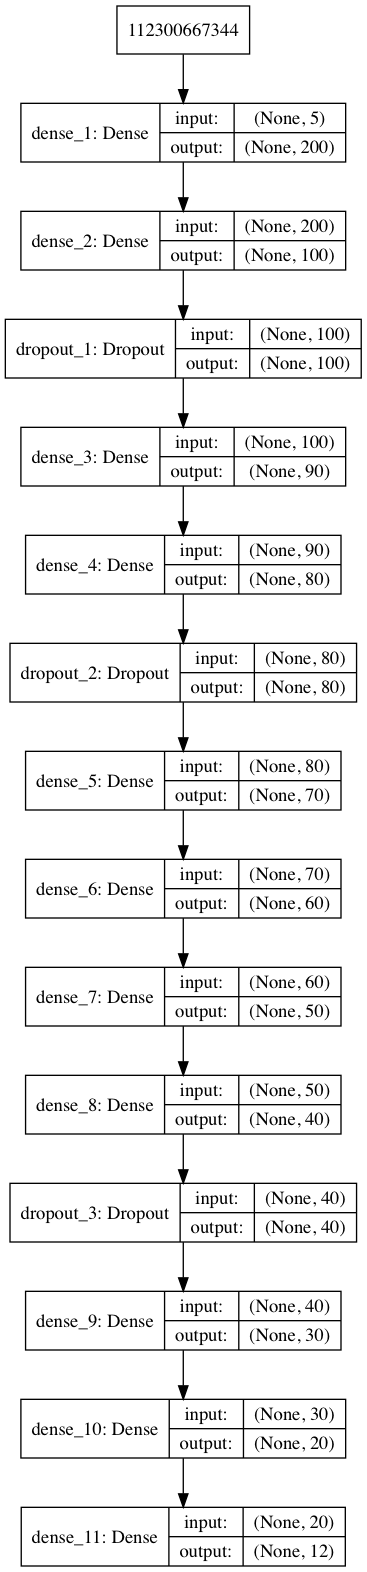 112300667344
dense_1: Dense
input: (None, 5)
output: (None, 200)
dense_2: Dense
input: (None, 200)
output: (None, 100)
dropout_1: Dropout
input: (None, 100)
output: (None, 100)
dense_3: Dense
input: (None, 100)
output: (None, 90)
dense_4: Dense
input: (None, 90)
output: (None, 80)
dropout_2: Dropout
input: (None, 80)
output: (None, 80)
dense_5: Dense
input: (None, 80)
output: (None, 70)
dense_6: Dense
input: (None, 70)
output: (None, 60)
dense_7: Dense
input: (None, 60)
output: (None, 50)
dense_8: Dense
input: (None, 50)
output: (None, 40)
dropout_3: Dropout
input: (None, 40)
output: (None, 40)
dense_9: Dense
input: (None, 40)
output: (None, 30)
dense_10: Dense
input: (None, 30)
output: (None, 20)
dense_11: Dense
input: (None, 20)
output: (None, 12)